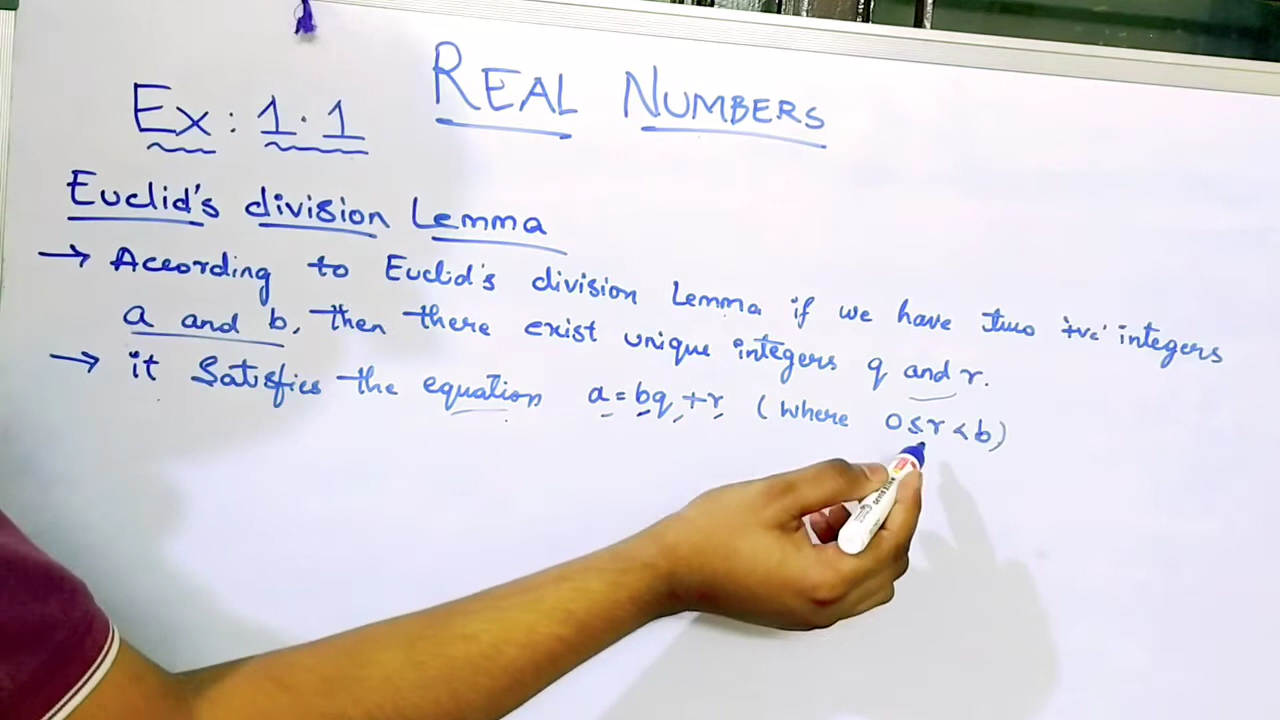 REAL NUMBERS
Ex: 1.1
Euclid's division Lemma
→ According to Euclid's division Lemma if we have two +ve integers
a and b, then there exist unique integers q and r.
→ it Satisfies the equation a=bq+r (Where 0≤r<b)